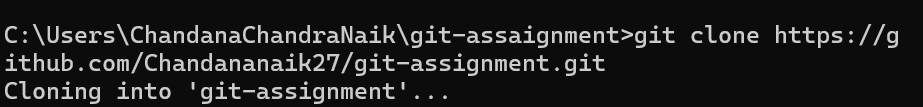 C:\Users\ChandanaChandraNaik\git-assaignment>git clone https://g
ithub.com/Chandananaik27/git-assignment.git
Cloning into 'git-assignment'...